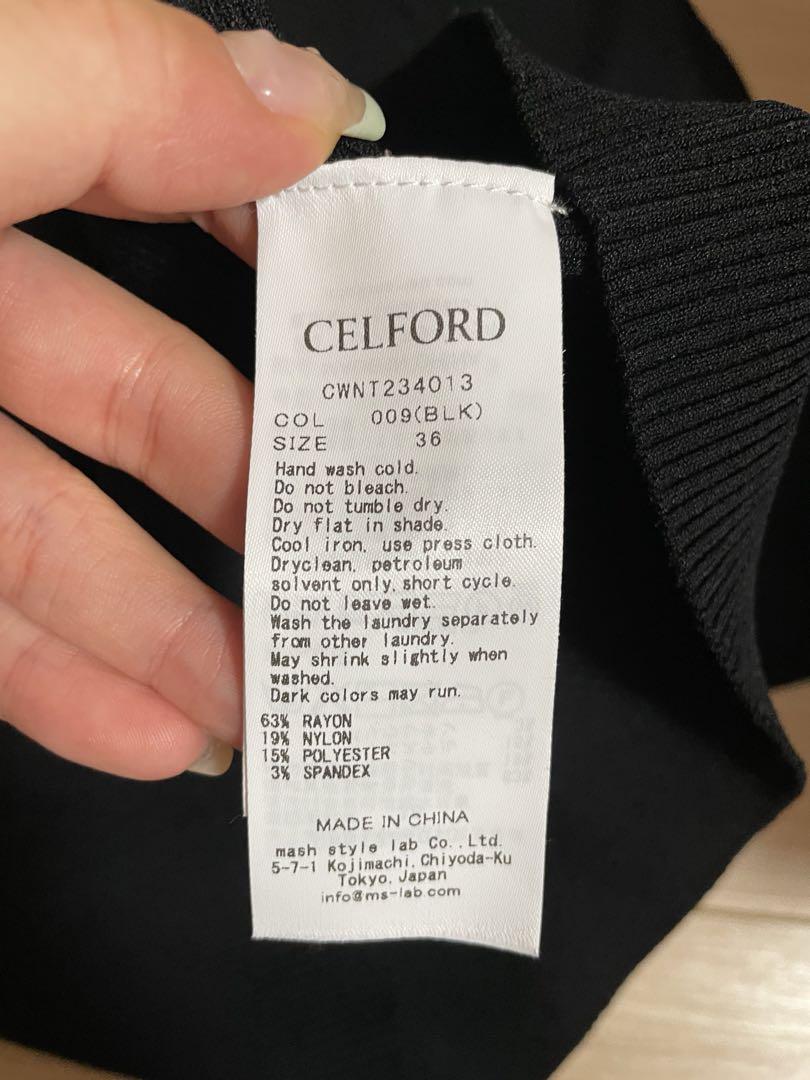 CELFORD
CWNT234013
COL 009(BLK)
SIZE 36
Hand wash cold.
Do not bleach.
Do not tumble dry.
Dry flat in shade.
Cool iron, use press cloth.
Dryclean, petroleum
solvent only, short cycle.
Do not leave wet.
Wash the laundry separately
from other laundry.
May shrink slightly when
washed.
Dark colors may run.
63% RAYON
19% NYLON
15% POLYESTER
3% SPANDEX
MADE IN CHINA
mash style lab Co.,Ltd.
5-7-1 Kojimachi, Chiyoda-Ku
Tokyo, Japan
info@ms-lab.com